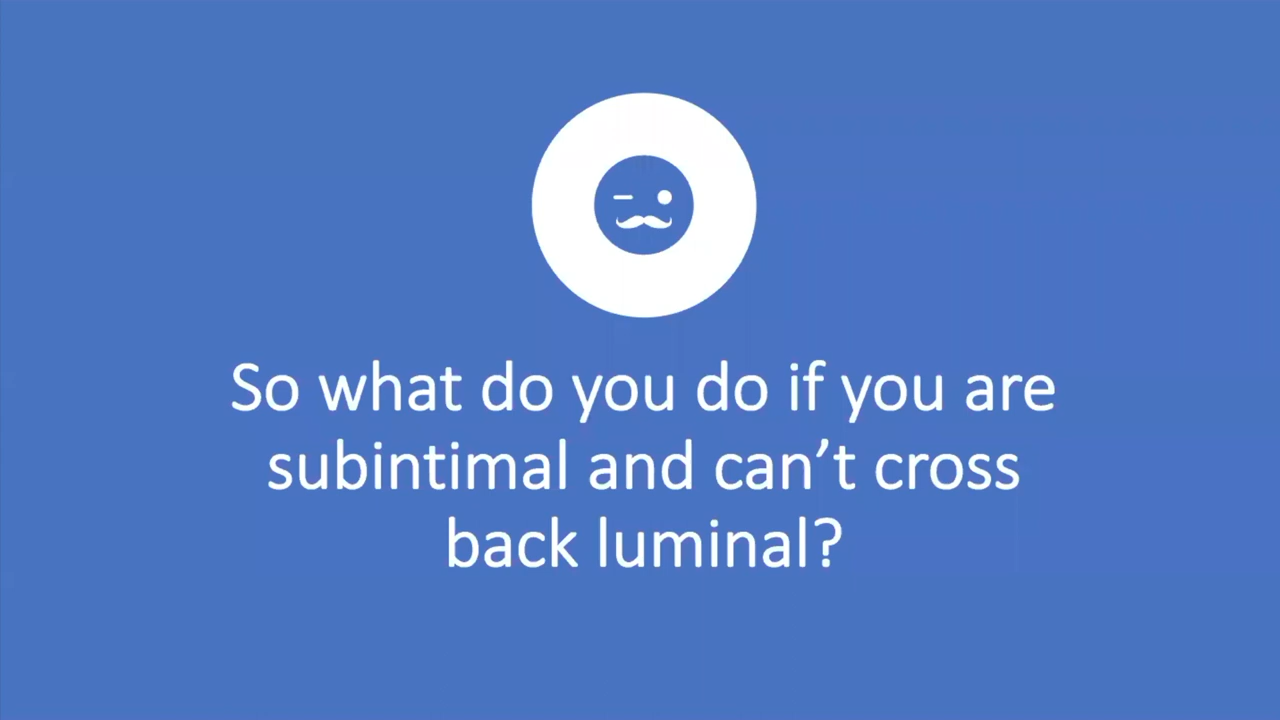 So what do you do if you are
subintimal and can’t cross
back luminal?